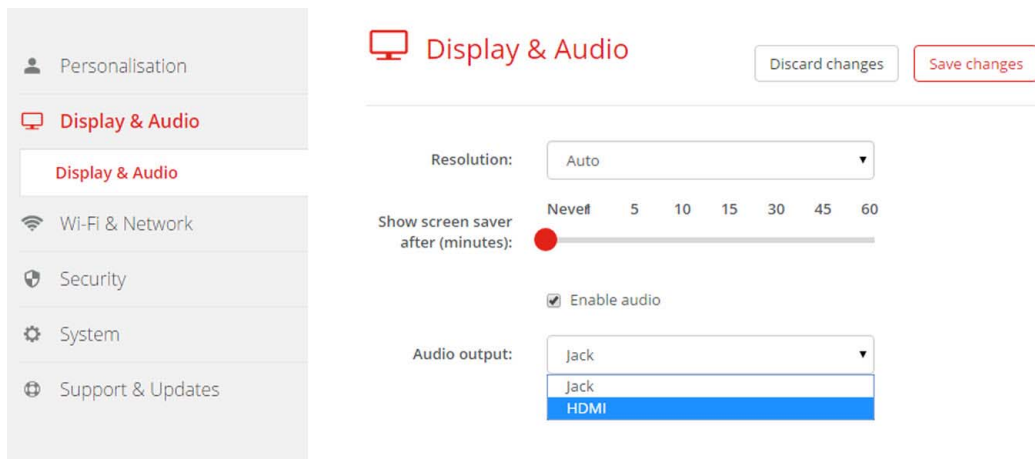 Personalisation
Display & Audio
Display & Audio
Wi-Fi & Network
Security
System
Support & Updates
Display & Audio
Discard changes
Save changes
Resolution:
Auto
Show screen saver
after (minutes):
Never 1 5 10 15 30 45 60
Enable audio
Audio output:
Jack
Jack
HDMI